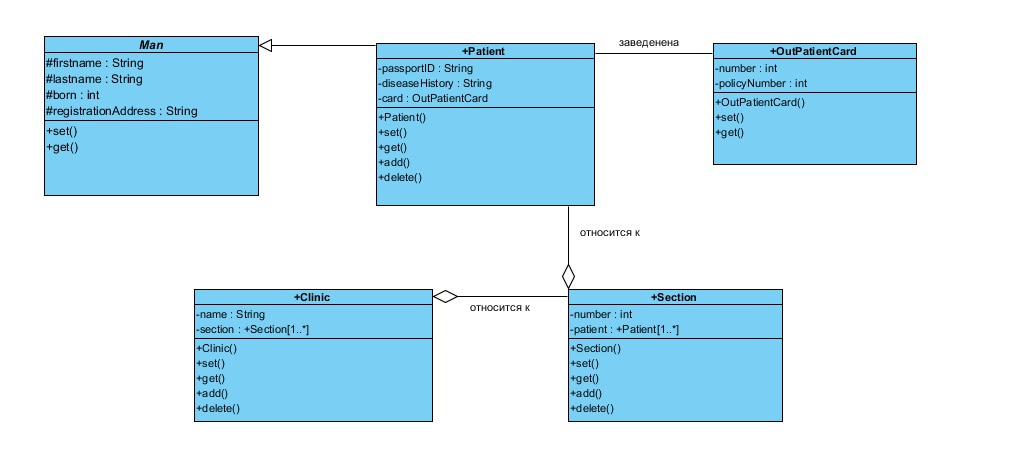 Man
#firstname : String
#lastname : String
#born : int
#registrationAddress : String
+set()
+get()
+Patient
-passportID : String
-diseaseHistory : String
-card : OutPatientCard
+Patient()
+set()
+get()
+add()
+delete()
заведенена
+OutPatientCard
-number : int
-policyNumber : int
+OutPatientCard()
+set()
+get()
относится к
+Clinic
-name : String
-section : +Section[1..*]
+Clinic()
+set()
+get()
+add()
+delete()
относится к
+Section
-number : int
-patient : +Patient[1..*]
+Section()
+set()
+get()
+add()
+delete()